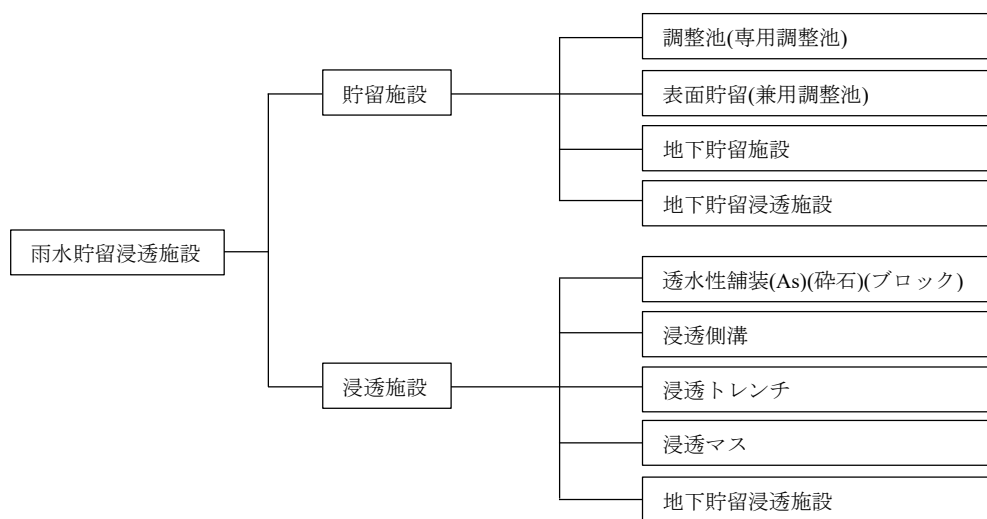 雨水貯留浸透施設
貯留施設
調整池(専用調整池)
表面貯留(兼用調整池)
地下貯留施設
地下貯留浸透施設
浸透施設
透水性舗装(As)(砕石)(ブロック)
浸透側溝
浸透トレンチ
浸透マス
地下貯留浸透施設